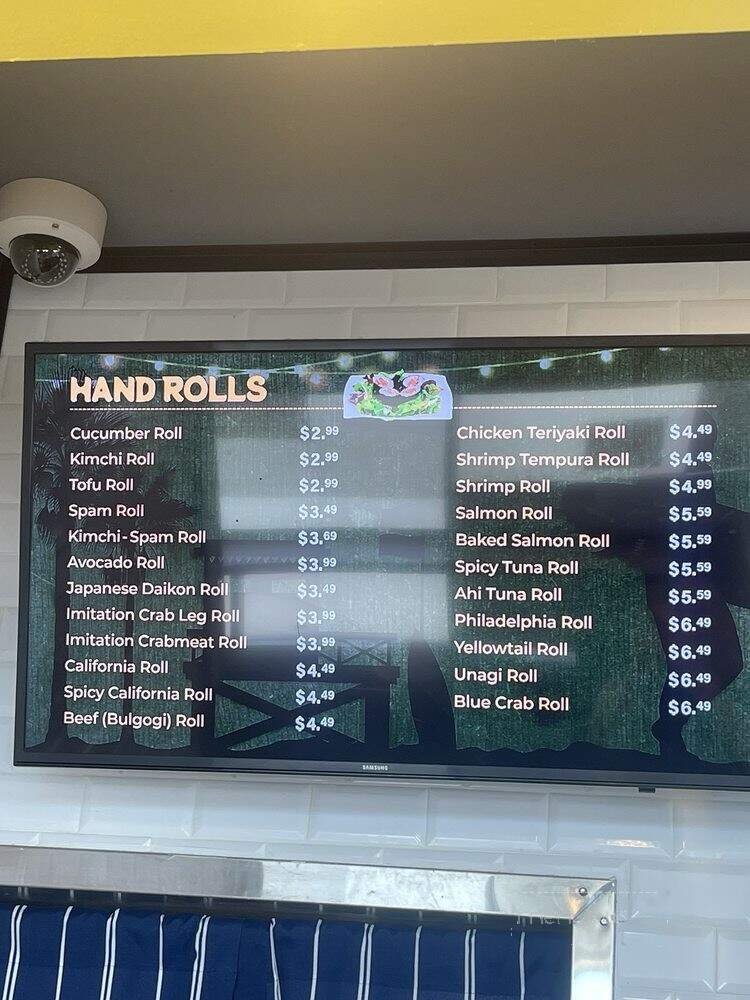 HAND ROLLS
Cucumber Roll $2.99
Kimchi Roll $2.99
Tofu Roll $2.99
Spam Roll $3.49
Kimchi-Spam Roll $3.69
Avocado Roll $3.99
Japanese Daikon Roll $3.49
Imitation Crab Leg Roll $3.99
Imitation Crabmeat Roll $3.99
California Roll $4.49
Spicy California Roll $4.49
Beef (Bulgogi) Roll $4.49
Chicken Teriyaki Roll $4.49
Shrimp Tempura Roll $4.49
Shrimp Roll $4.99
Salmon Roll $5.59
Baked Salmon Roll $5.59
Spicy Tuna Roll $5.59
Ahi Tuna Roll $5.59
Philadelphia Roll $6.49
Yellowtail Roll $6.49
Unagi Roll $6.49
Blue Crab Roll $6.49
SAMSUNG